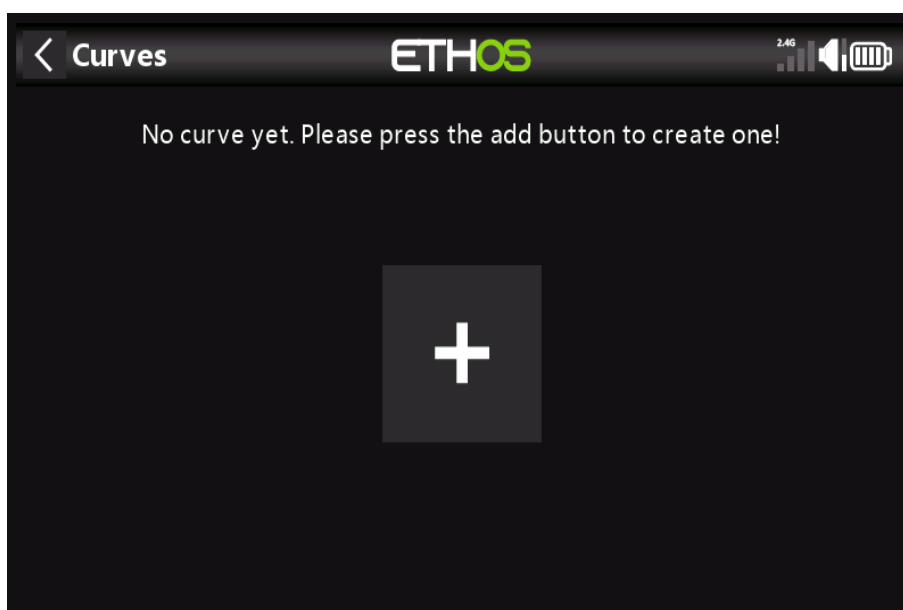 Curves
ETHOS
2.4G
No curve yet. Please press the add button to create one!